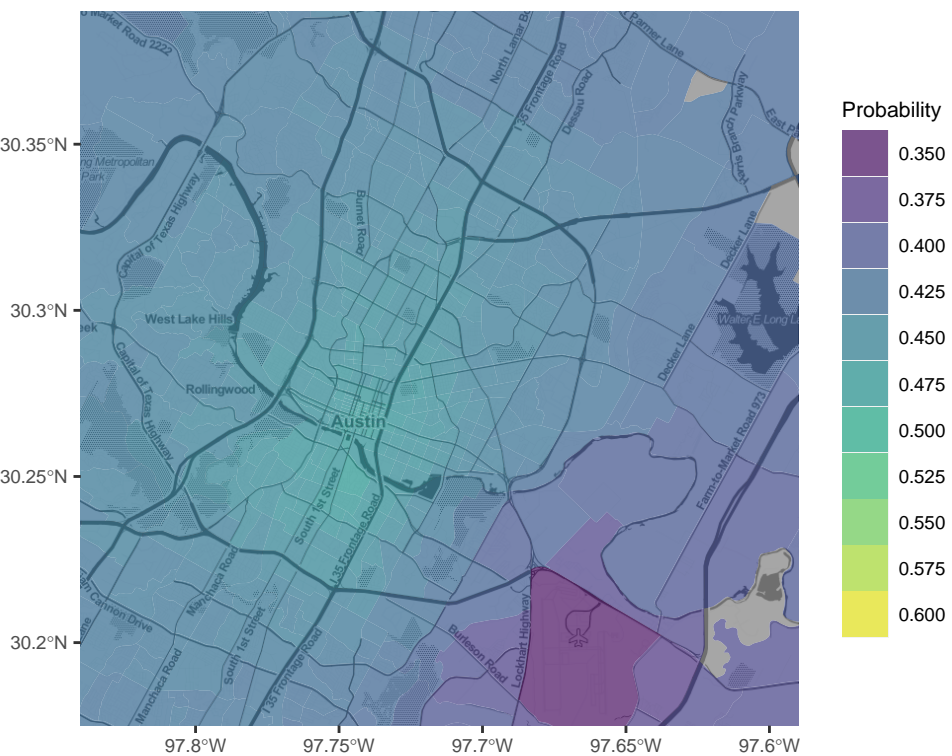 Market Road 2222
North Lamar Bo
Parmer Lane
I 35 Frontage Road
Dessau Road
Harris Branch Parkway
East P
ng Metropolitan
Park
Capital of Texas Highway
Burnet Road
Decker Lane
Walter E Long La
West Lake Hills
eek
Capital of Texas Highway
Rollingwood
Decker Lane
Austin
Farm-to-Market Road 973
South 1st Street
I 35 Frontage Road
Manchaca Road
am Cannon Drive
South 1st Street
Burleson Road
Lockhart Highway
Manchaca Road
I 35 Frontage Road
30.35°N
30.3°N
30.25°N
30.2°N
97.8°W
97.75°W
97.7°W
97.65°W
97.6°W
Probability
0.350
0.375
0.400
0.425
0.450
0.475
0.500
0.525
0.550
0.575
0.600